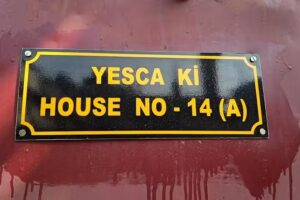 YESCA Kİ
HOUSE NO - 14 (A)